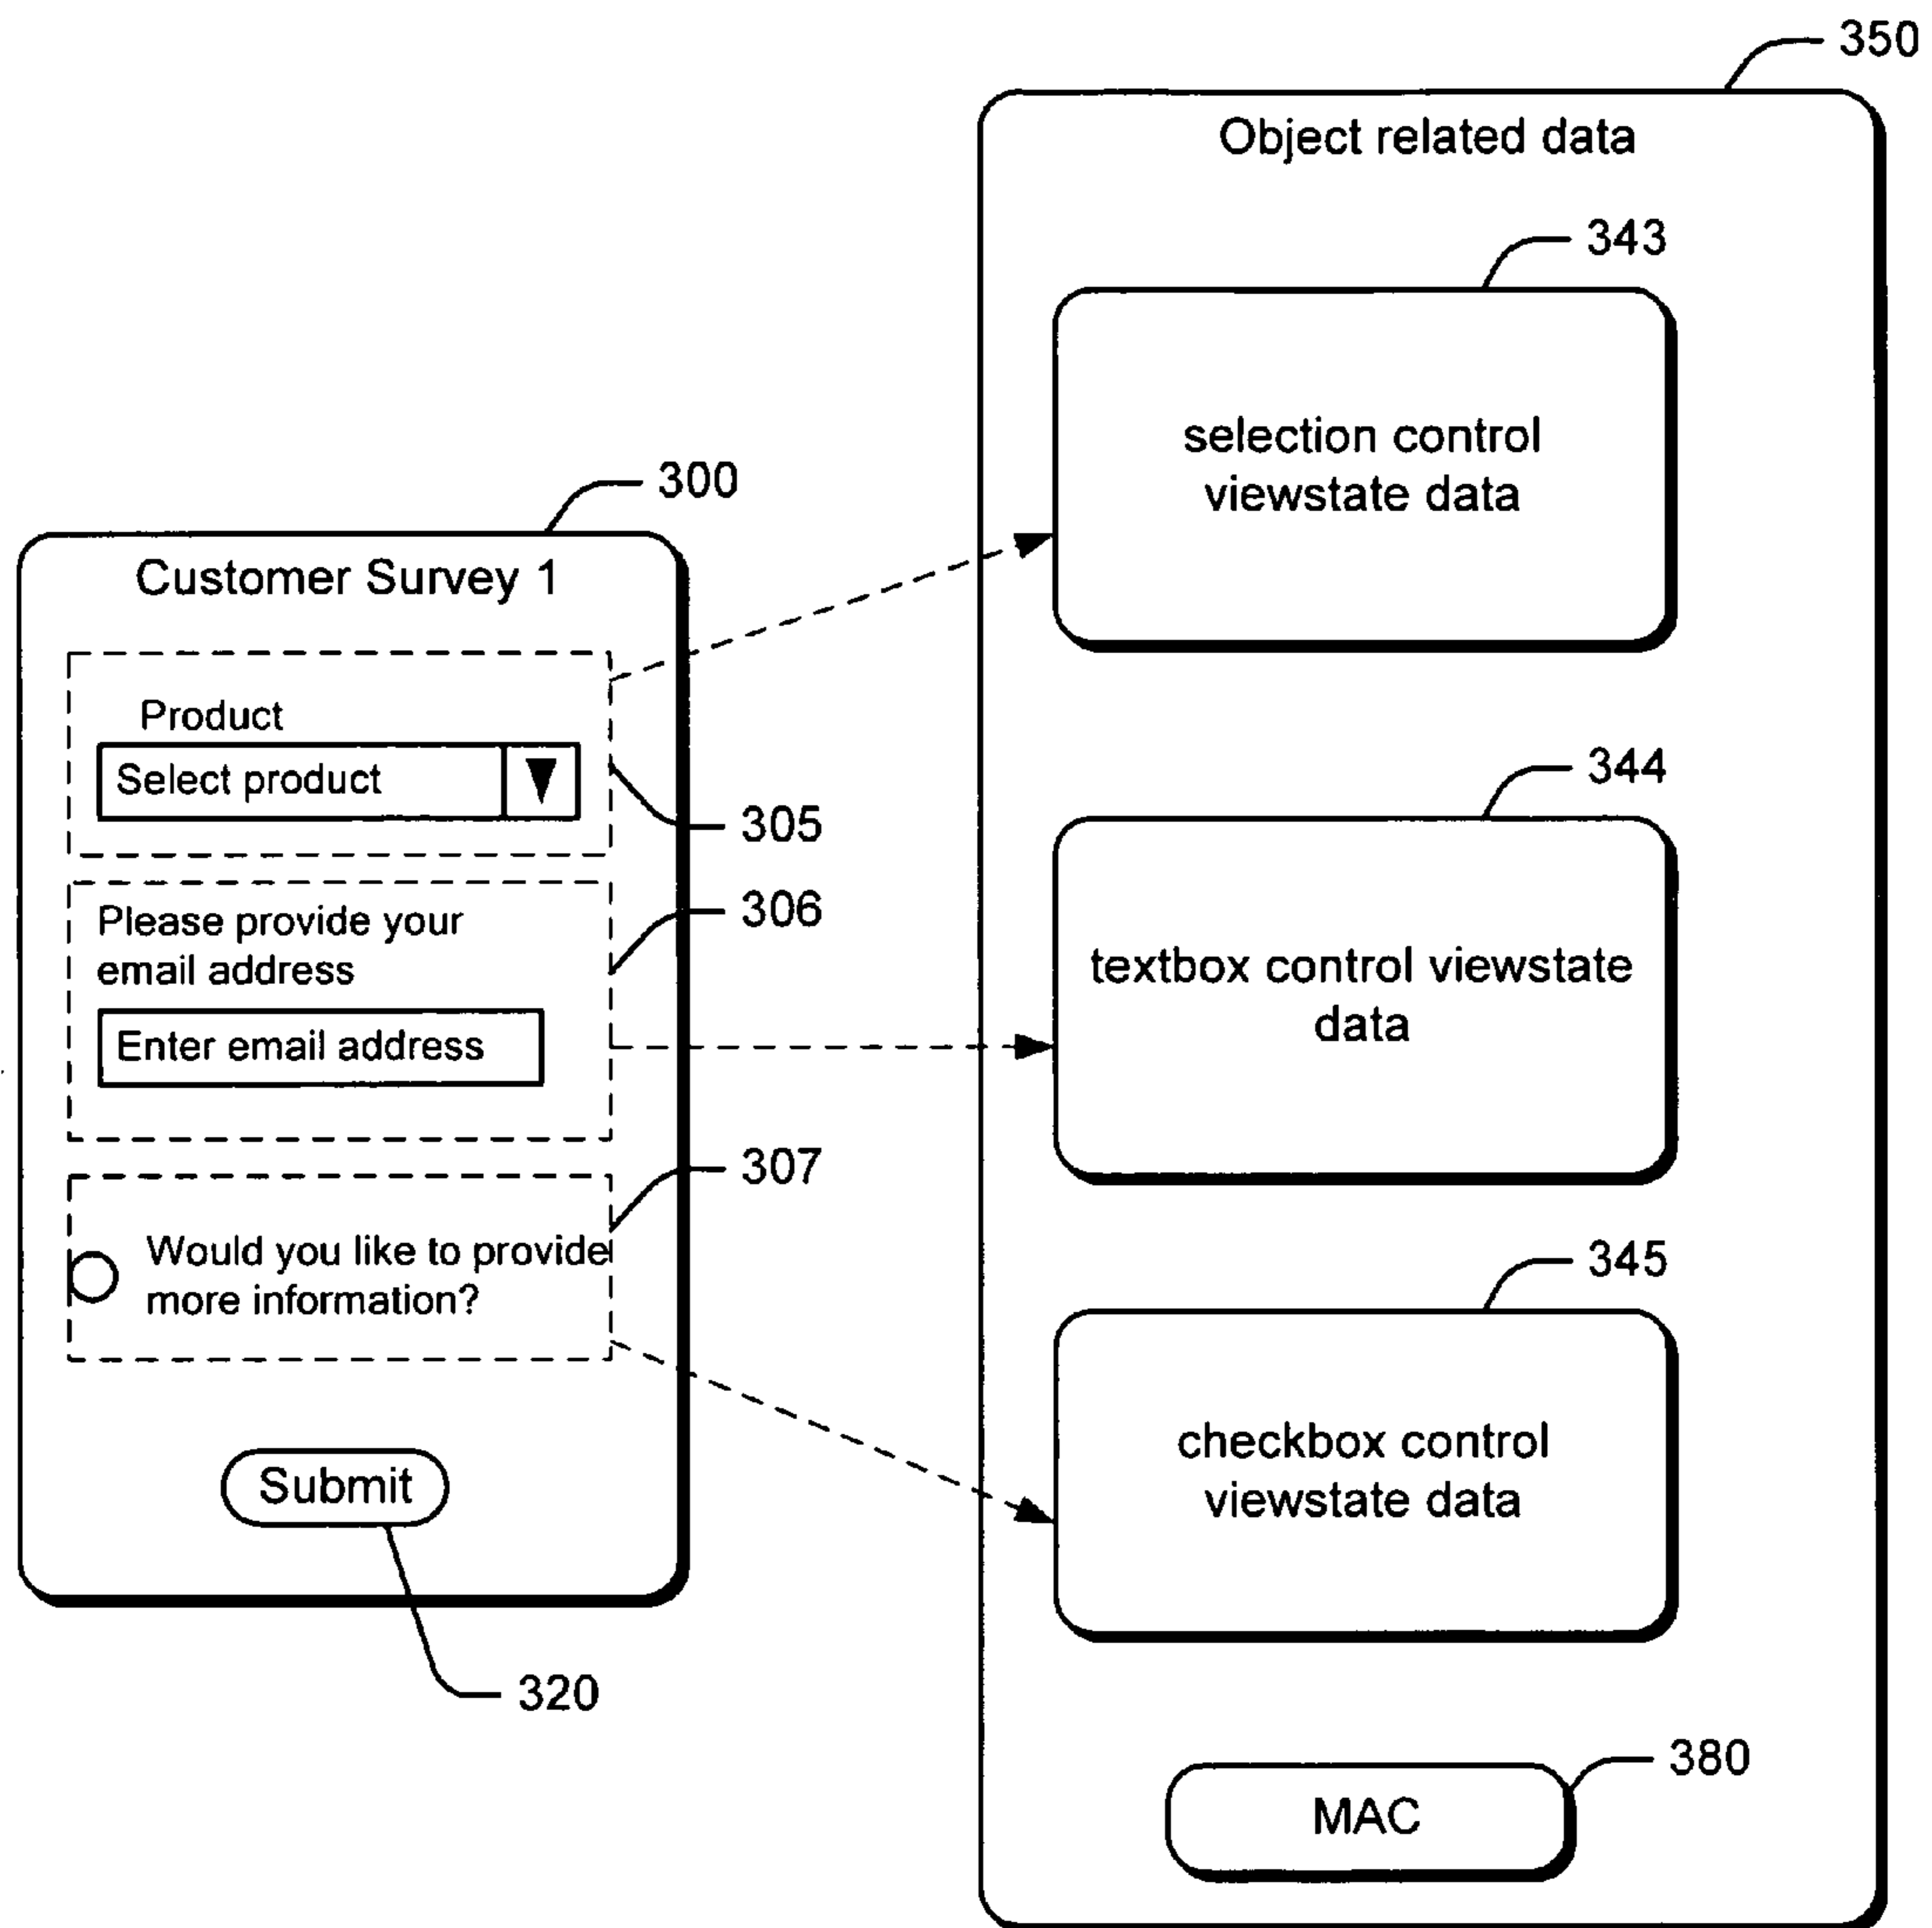 350
Object related data
343
selection control
viewstate data
300
Customer Survey 1
Product
Select product
305
344
306
Please provide your
email address
Enter email address
textbox control viewstate
data
307
Would you like to provide
more information?
345
checkbox control
viewstate data
Submit
320
380
MAC